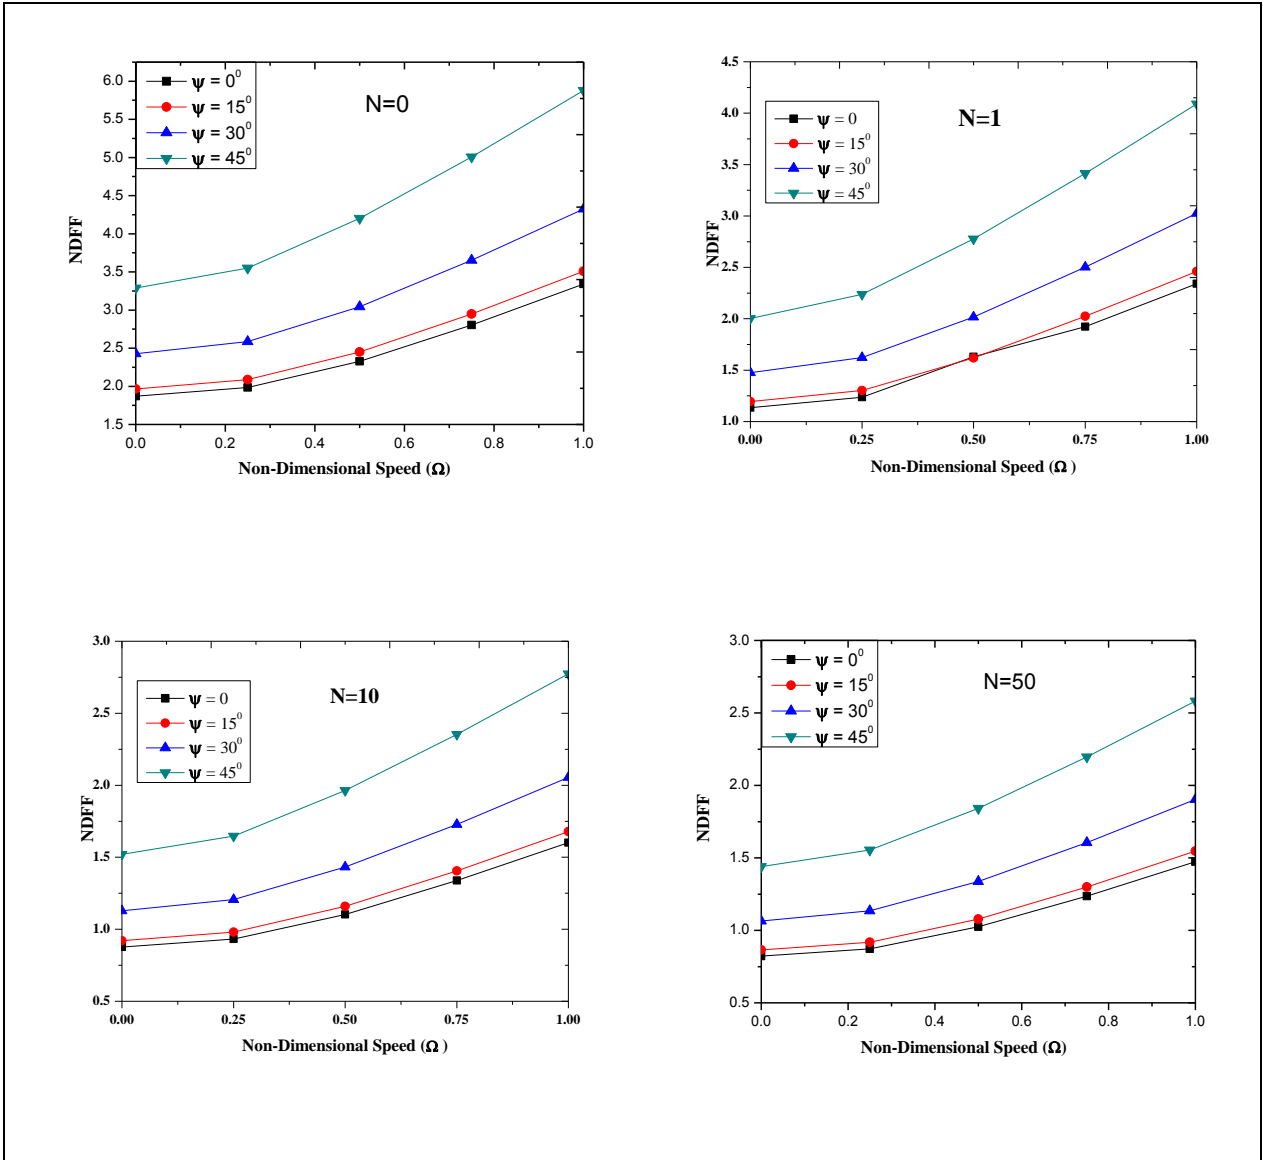 N=0
ψ = 0⁰
ψ = 15⁰
ψ = 30⁰
ψ = 45⁰
NDFF
6.0
5.5
5.0
4.5
4.0
3.5
3.0
2.5
2.0
1.5
0.0 0.2 0.4 0.6 0.8 1.0
Non-Dimensional Speed (Ω)
N=1
ψ = 0
ψ = 15⁰
ψ = 30⁰
ψ = 45⁰
NDFF
4.5
4.0
3.5
3.0
2.5
2.0
1.5
1.0
0.00 0.25 0.50 0.75 1.00
Non-Dimensional Speed (Ω )
N=10
ψ = 0
ψ = 15⁰
ψ = 30⁰
ψ = 45⁰
NDFF
3.0
2.5
2.0
1.5
1.0
0.5
0.00 0.25 0.50 0.75 1.00
Non-Dimensional Speed (Ω )
N=50
ψ = 0⁰
ψ = 15⁰
ψ = 30⁰
ψ = 45⁰
NDFF
3.0
2.5
2.0
1.5
1.0
0.5
0.0 0.2 0.4 0.6 0.8 1.0
Non-Dimensional Speed (Ω)